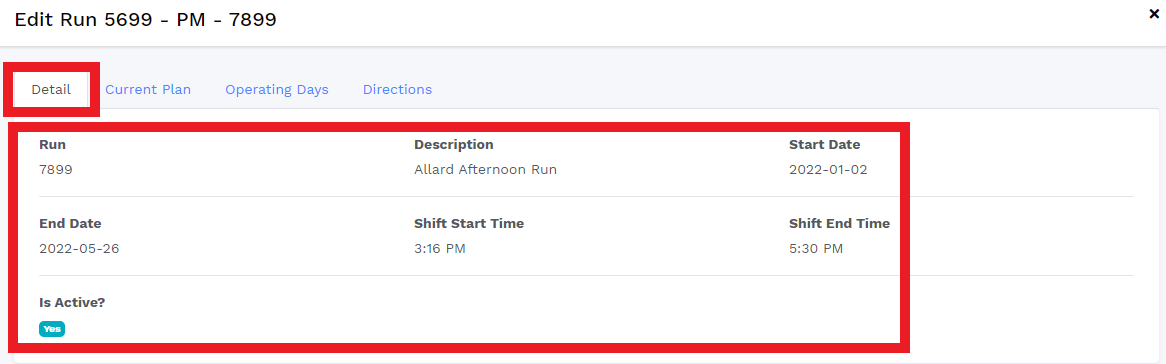 Edit Run 5699 - PM - 7899
×
Detail Current Plan Operating Days Directions
Run Description Start Date
7899 Allard Afternoon Run 2022-01-02
End Date Shift Start Time Shift End Time
2022-05-26 3:16 PM 5:30 PM
Is Active?
Yes